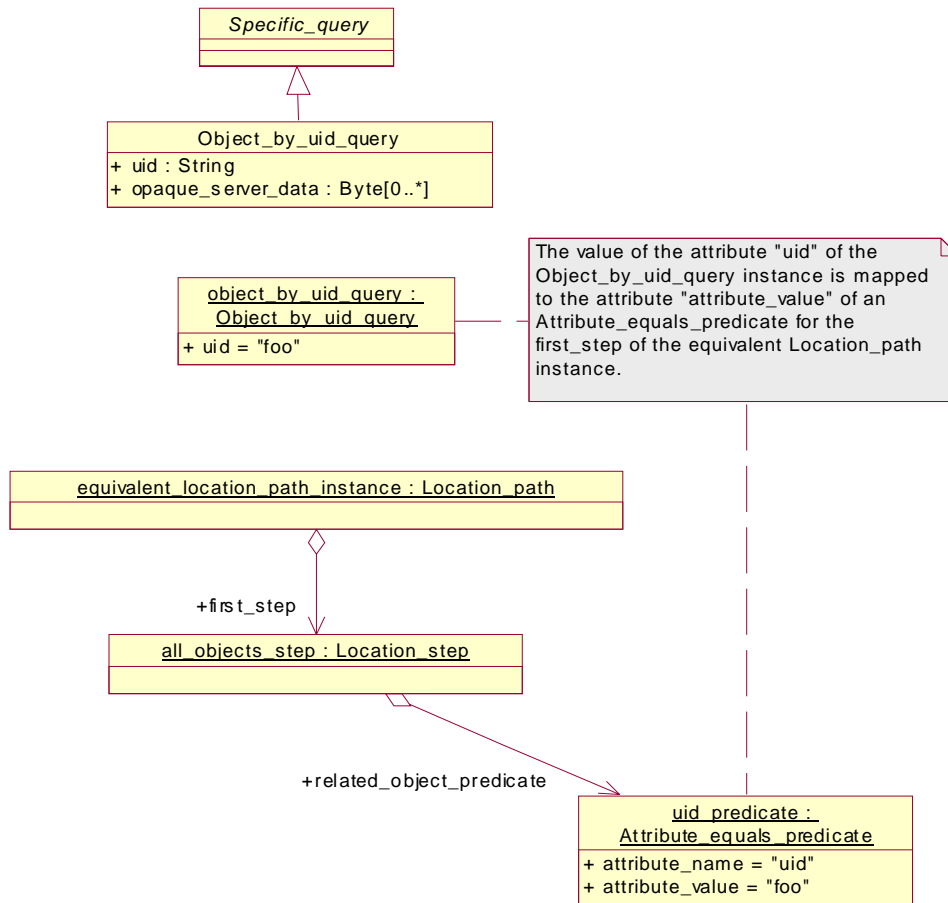 Specific_query
Object_by_uid_query
+ uid : String
+ opaque_server_data : Byte[0..*]
The value of the attribute "uid" of the
Object_by_uid_query instance is mapped
to the attribute "attribute_value" of an
Attribute_equals_predicate for the
first_step of the equivalent Location_path
instance.
object_by_uid_query :
Object_by_uid_query
+ uid = "foo"
equivalent_location_path_instance : Location_path
+first_step
all_objects_step : Location_step
+related_object_predicate
uid_predicate :
Attribute_equals_predicate
+ attribute_name = "uid"
+ attribute_value = "foo"